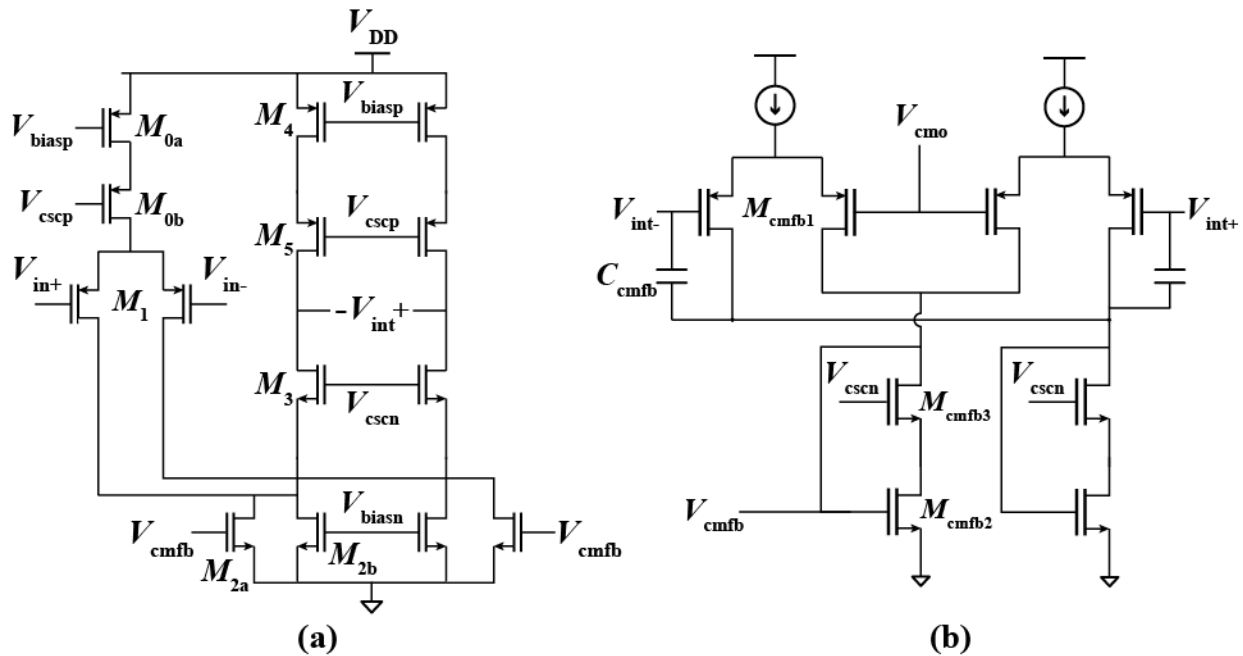 V_DD
V_biasp
M_4
V_biasp
M_0a
V_cscp
M_0b
V_cscp
M_5
V_in+
V_in-
M_1
-V_int+
M_3
V_cscn
V_biasn
V_cmfb
M_2a
M_2b
V_cmfb
(a)
V_cmo
V_int-
M_cmfb1
V_int+
C_cmfb
V_cscn
M_cmfb3
V_cscn
V_cmfb
M_cmfb2
(b)